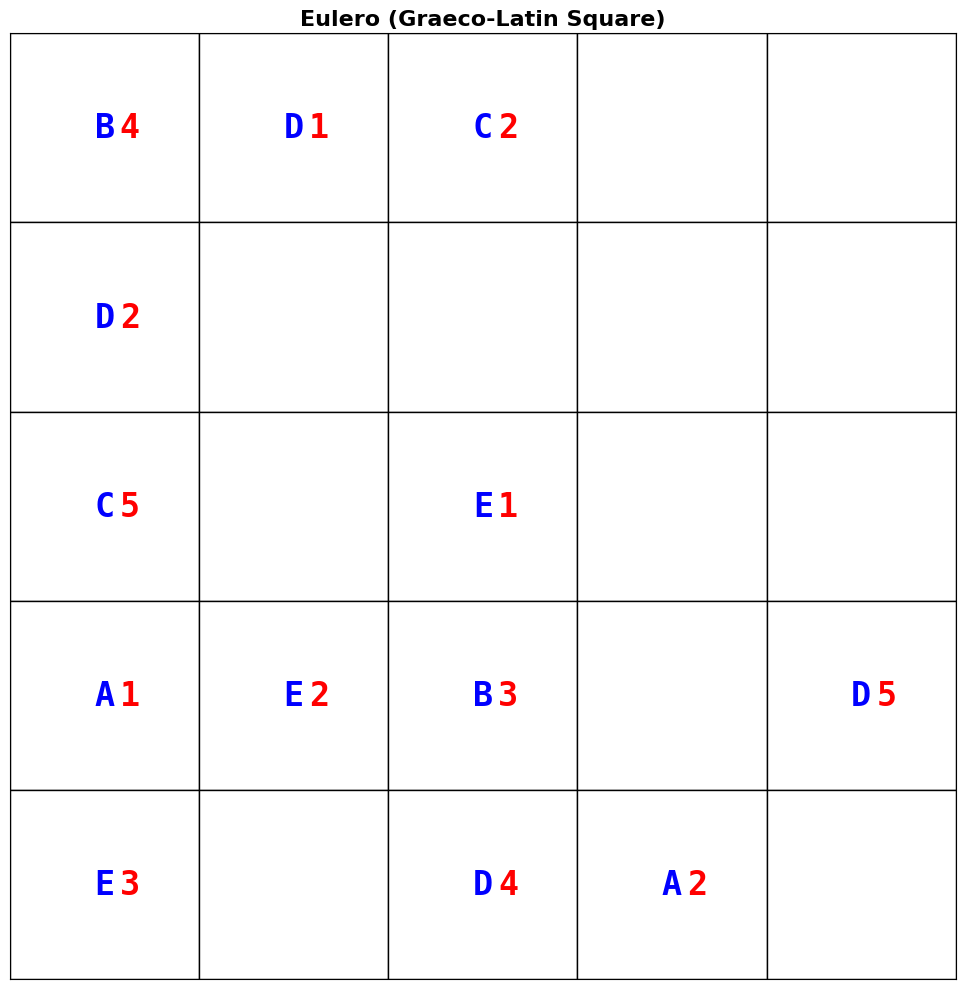 Eulero (Graeco-Latin Square)
B4 D1 C2
D2
C5 E1
A1 E2 B3 D5
E3 D4 A2